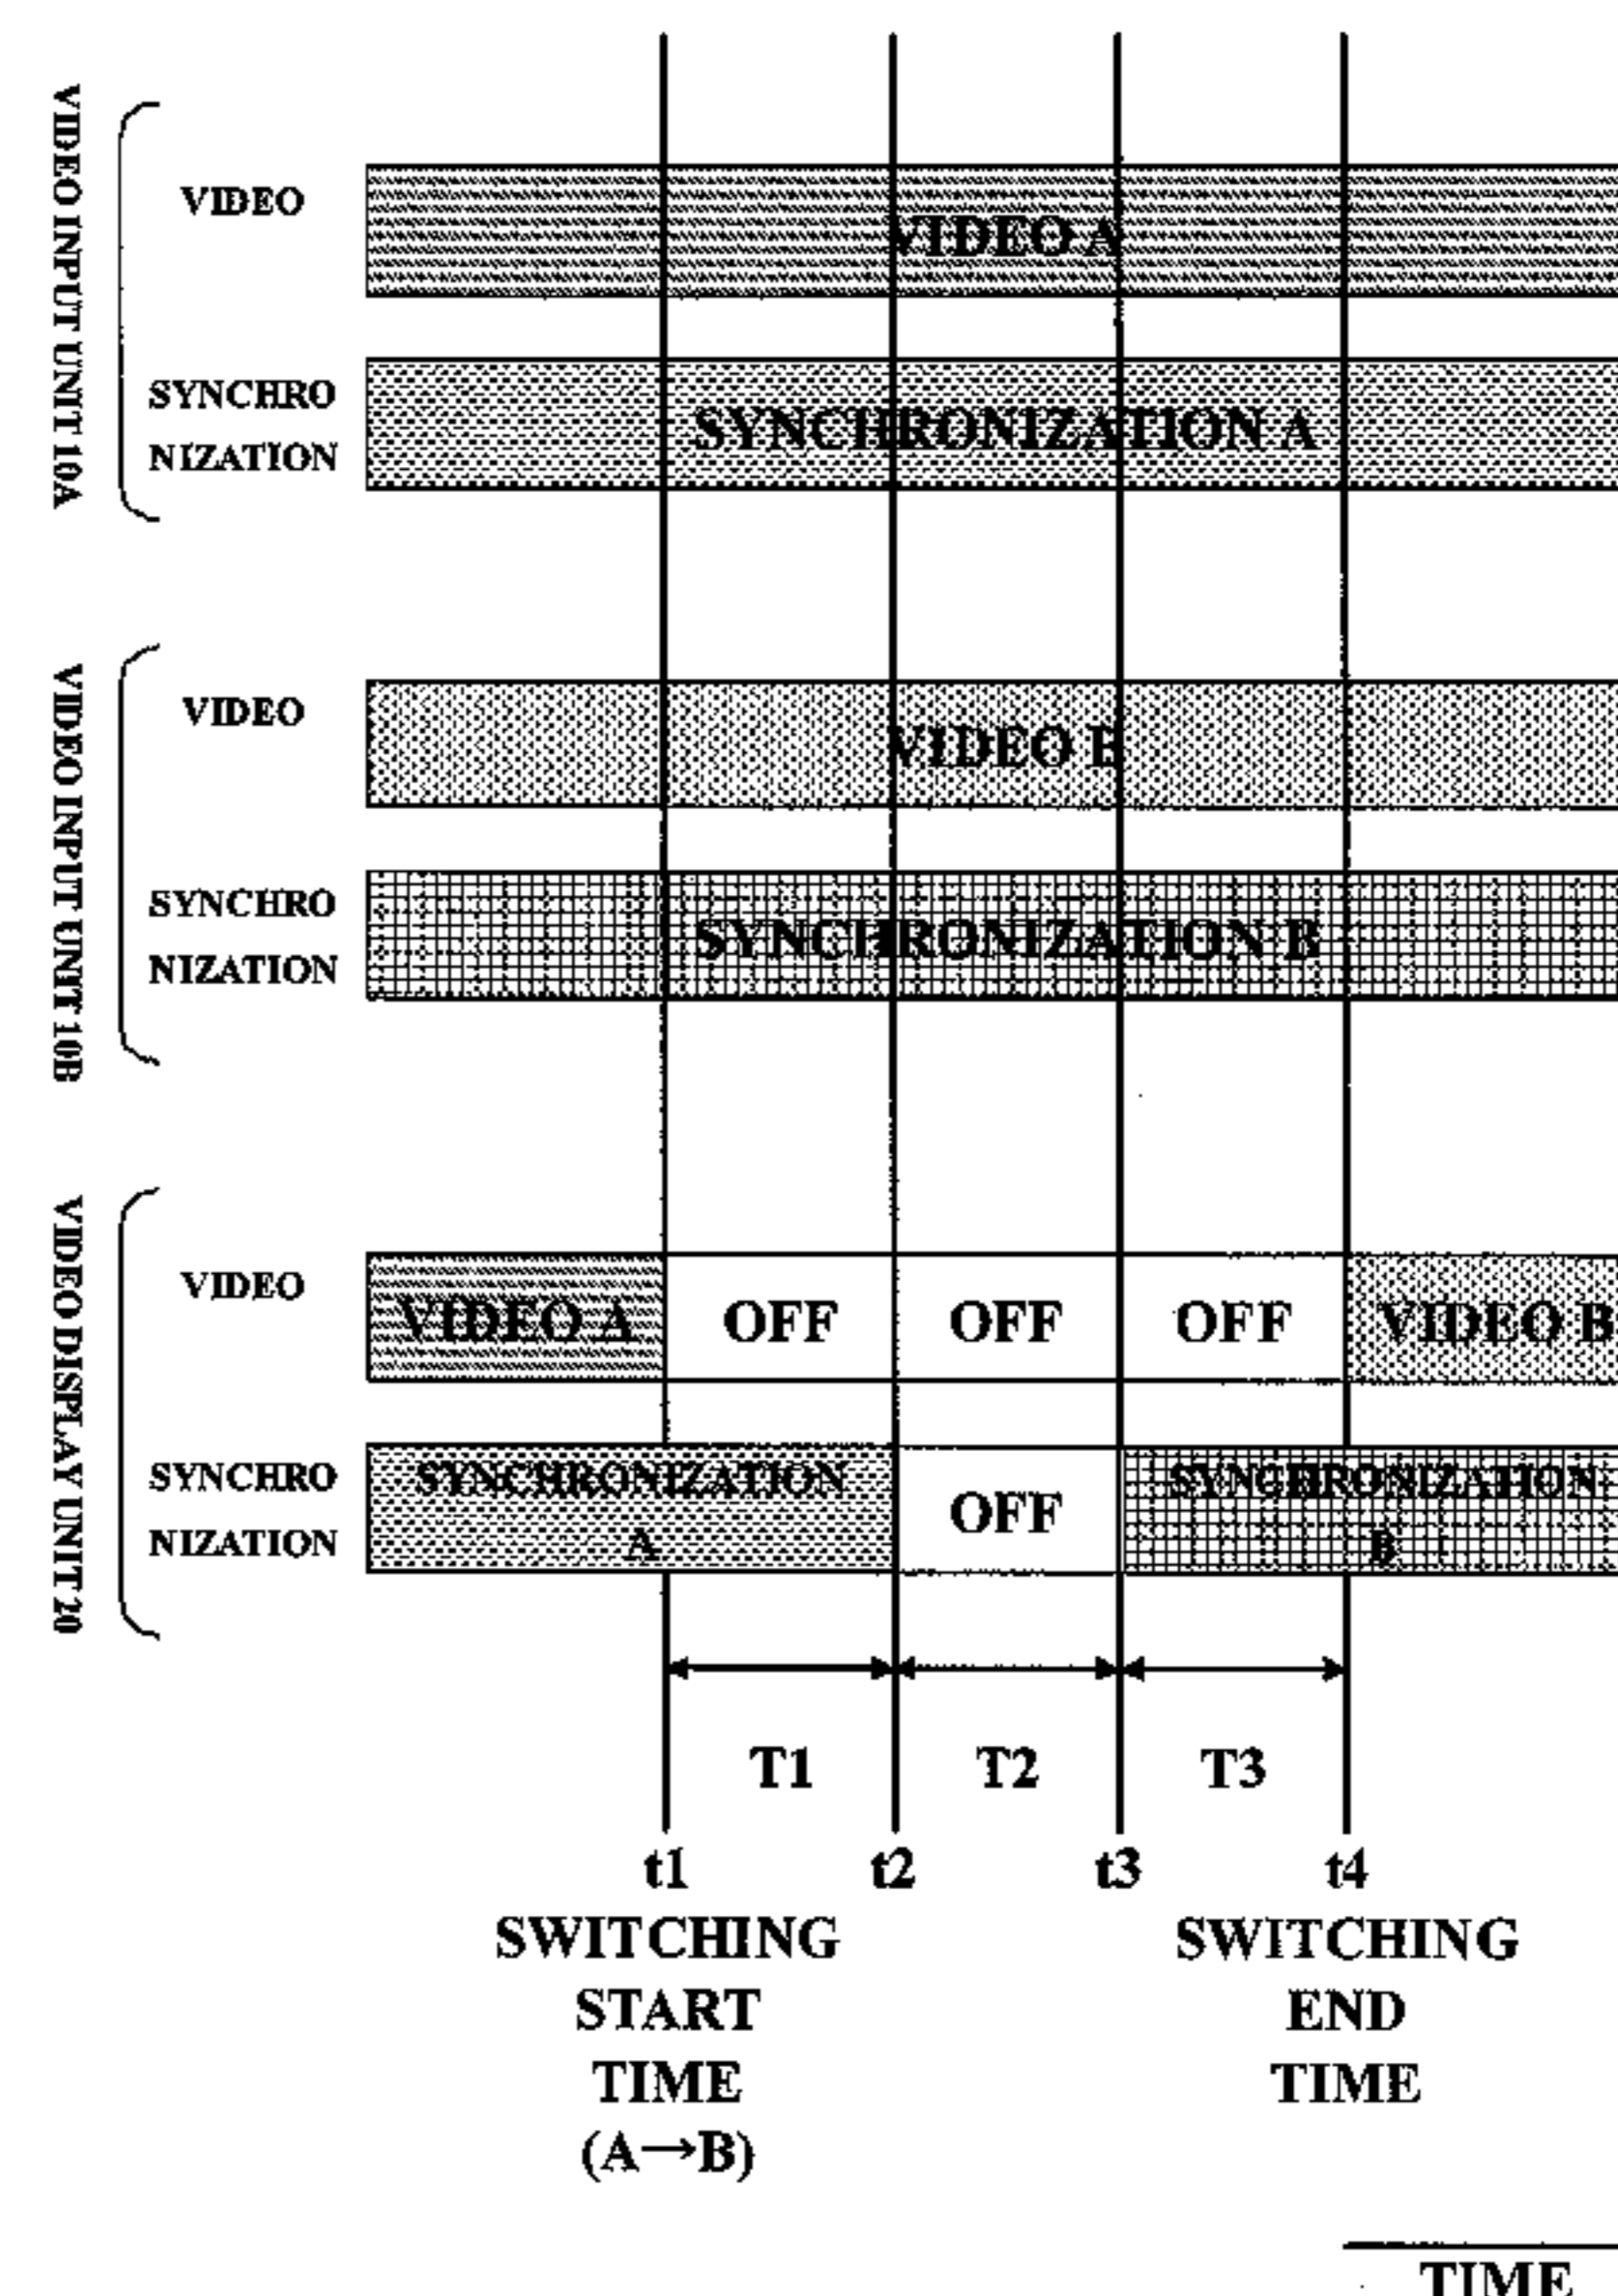 VIDEO INPUT UNIT 10A
VIDEO
VIDEO A
SYNCHRO
NIZATION
SYNCHRONIZATION A
VIDEO INPUT UNIT 10B
VIDEO
VIDEO B
SYNCHRO
NIZATION
SYNCHRONIZATION B
VIDEO DISPLAY UNIT 20
VIDEO
VIDEO A
OFF
OFF
OFF
VIDEO B
SYNCHRO
NIZATION
SYNCHRONIZATION
A
OFF
SYNCHRONIZATION
B
T1
T2
T3
t1
t2
t3
t4
SWITCHING
START
TIME
(A→B)
SWITCHING
END
TIME
TIME